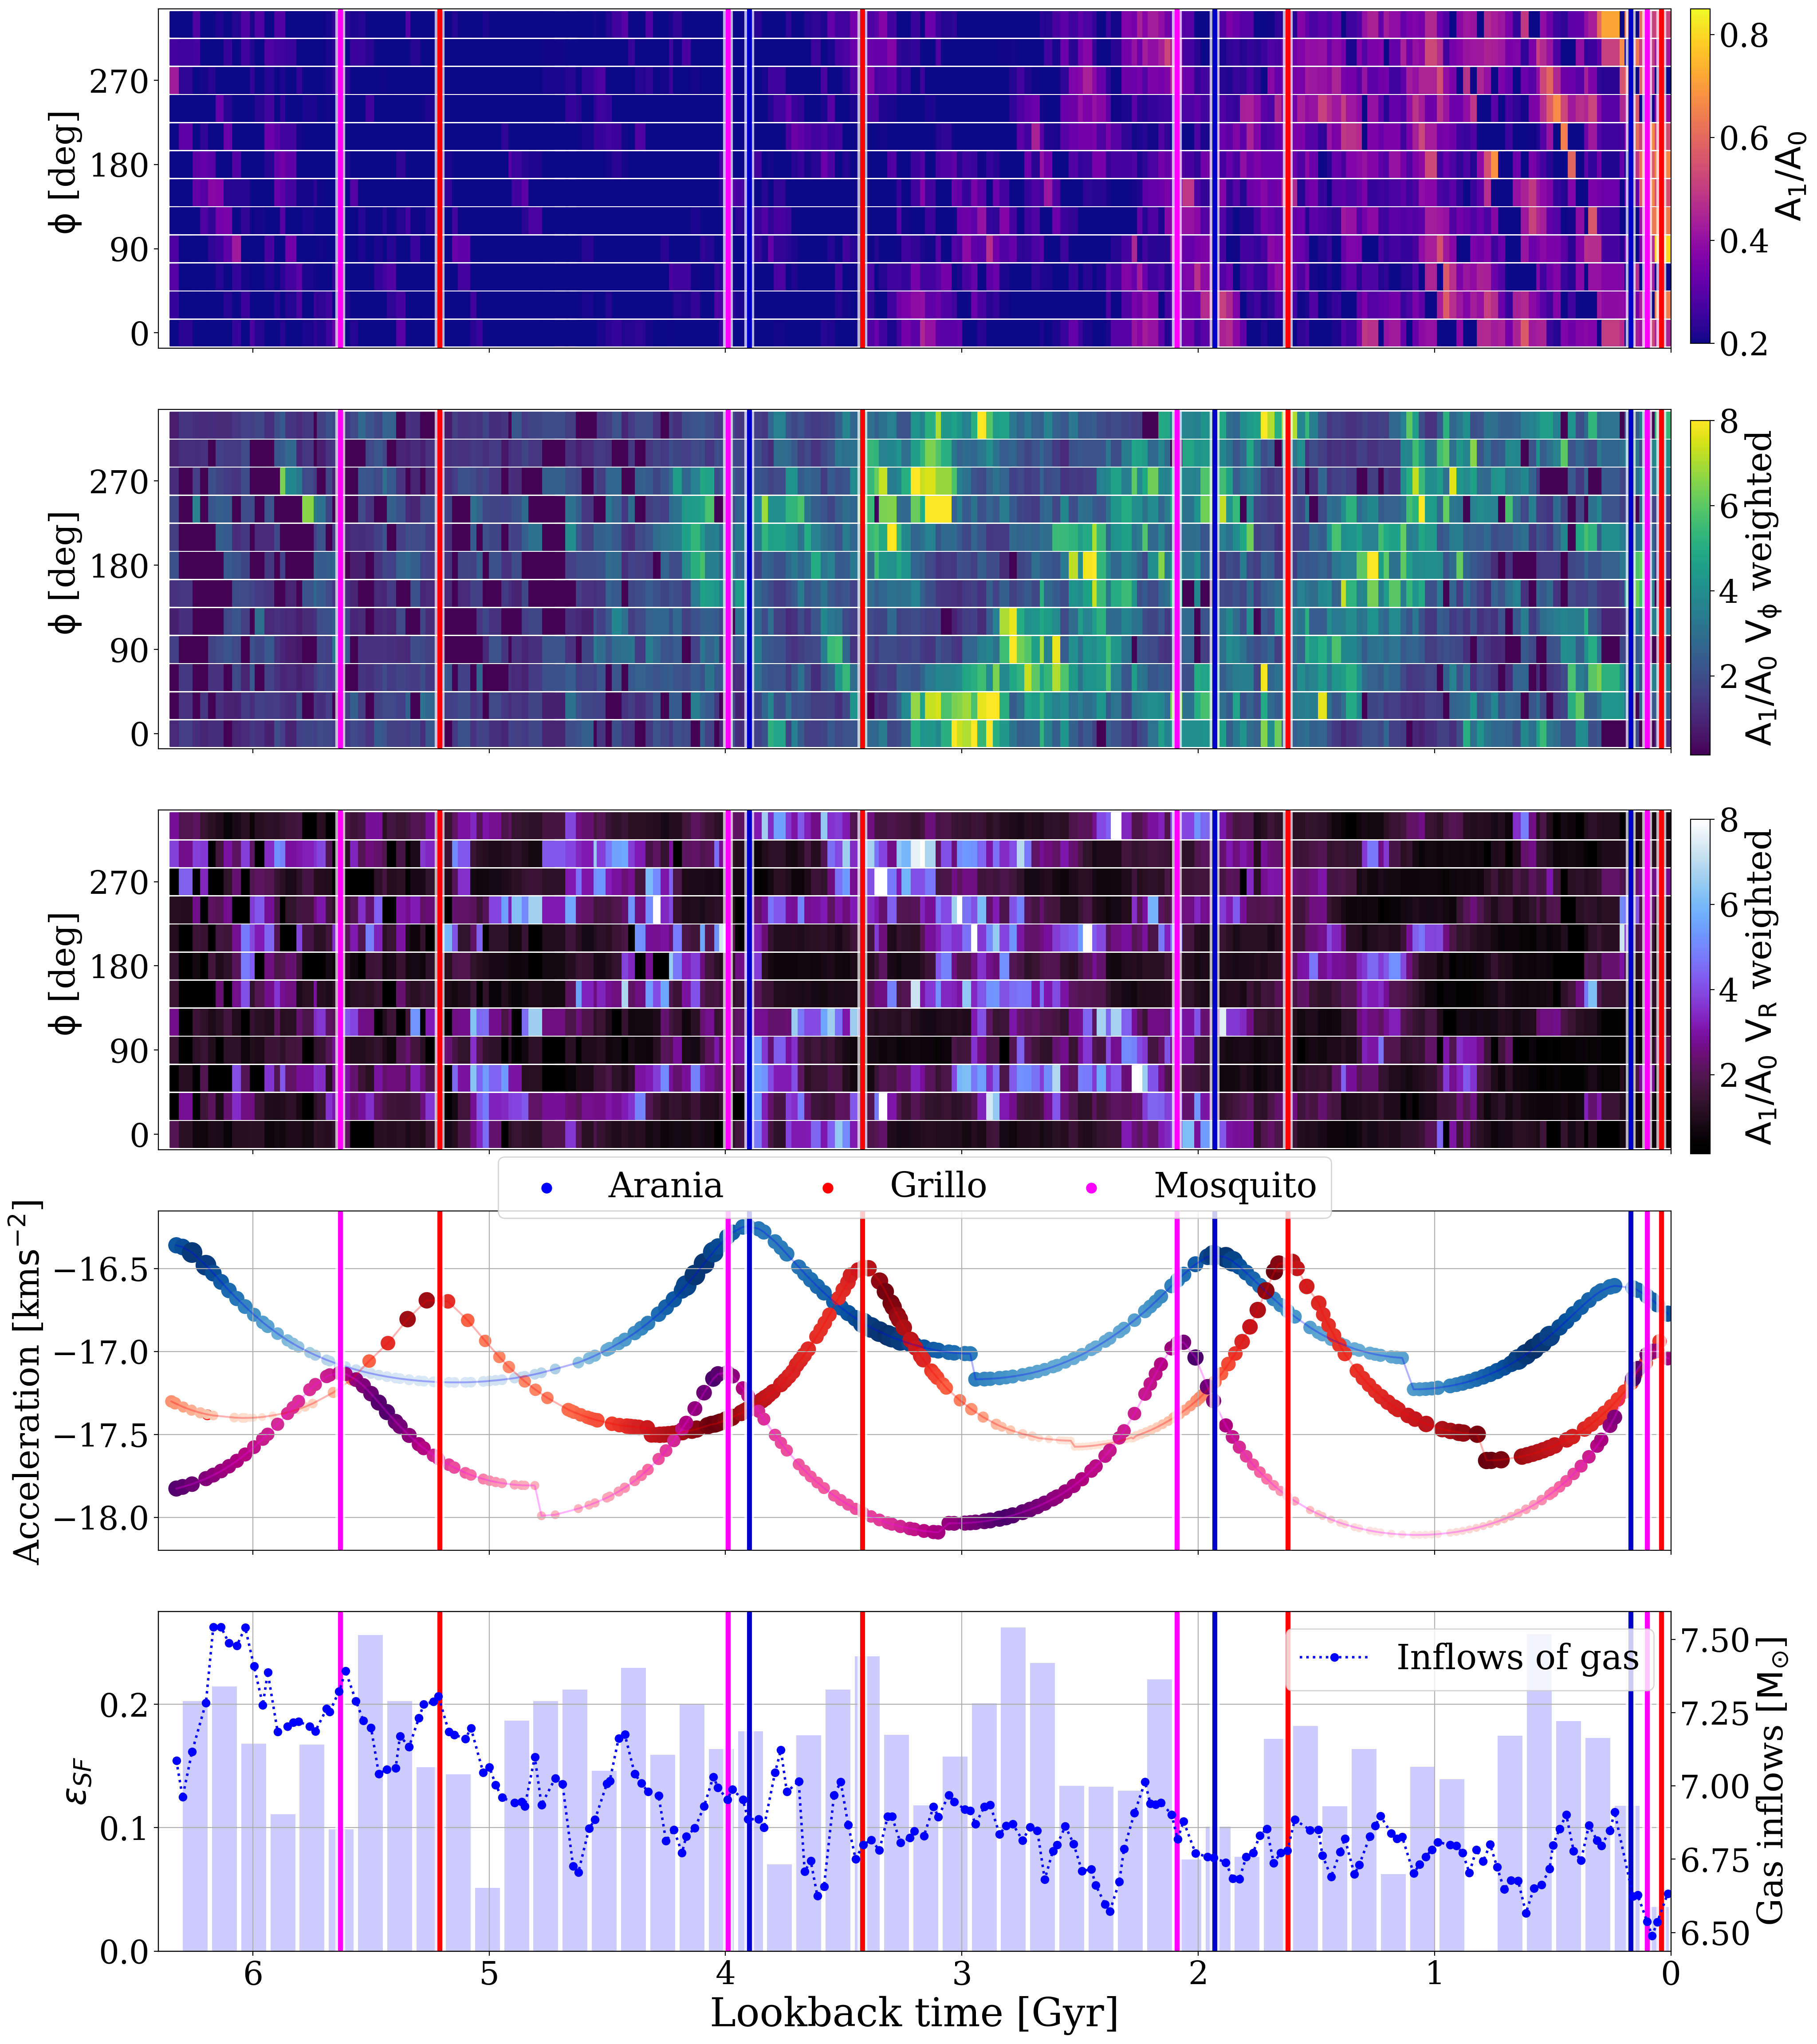 270
180
90
0
ϕ [deg]
0.8
0.6
0.4
0.2
A₁/A₀
270
180
90
0
ϕ [deg]
8
6
4
2
A₁/A₀ V_ϕ weighted
270
180
90
0
ϕ [deg]
8
6
4
2
A₁/A₀ V_R weighted
Arania Grillo Mosquito
−16.5
−17.0
−17.5
−18.0
Acceleration [kms⁻²]
Inflows of gas
0.2
0.1
0.0
ε_SF
7.50
7.25
7.00
6.75
6.50
Gas inflows [M⊙]
6 5 4 3 2 1 0
Lookback time [Gyr]